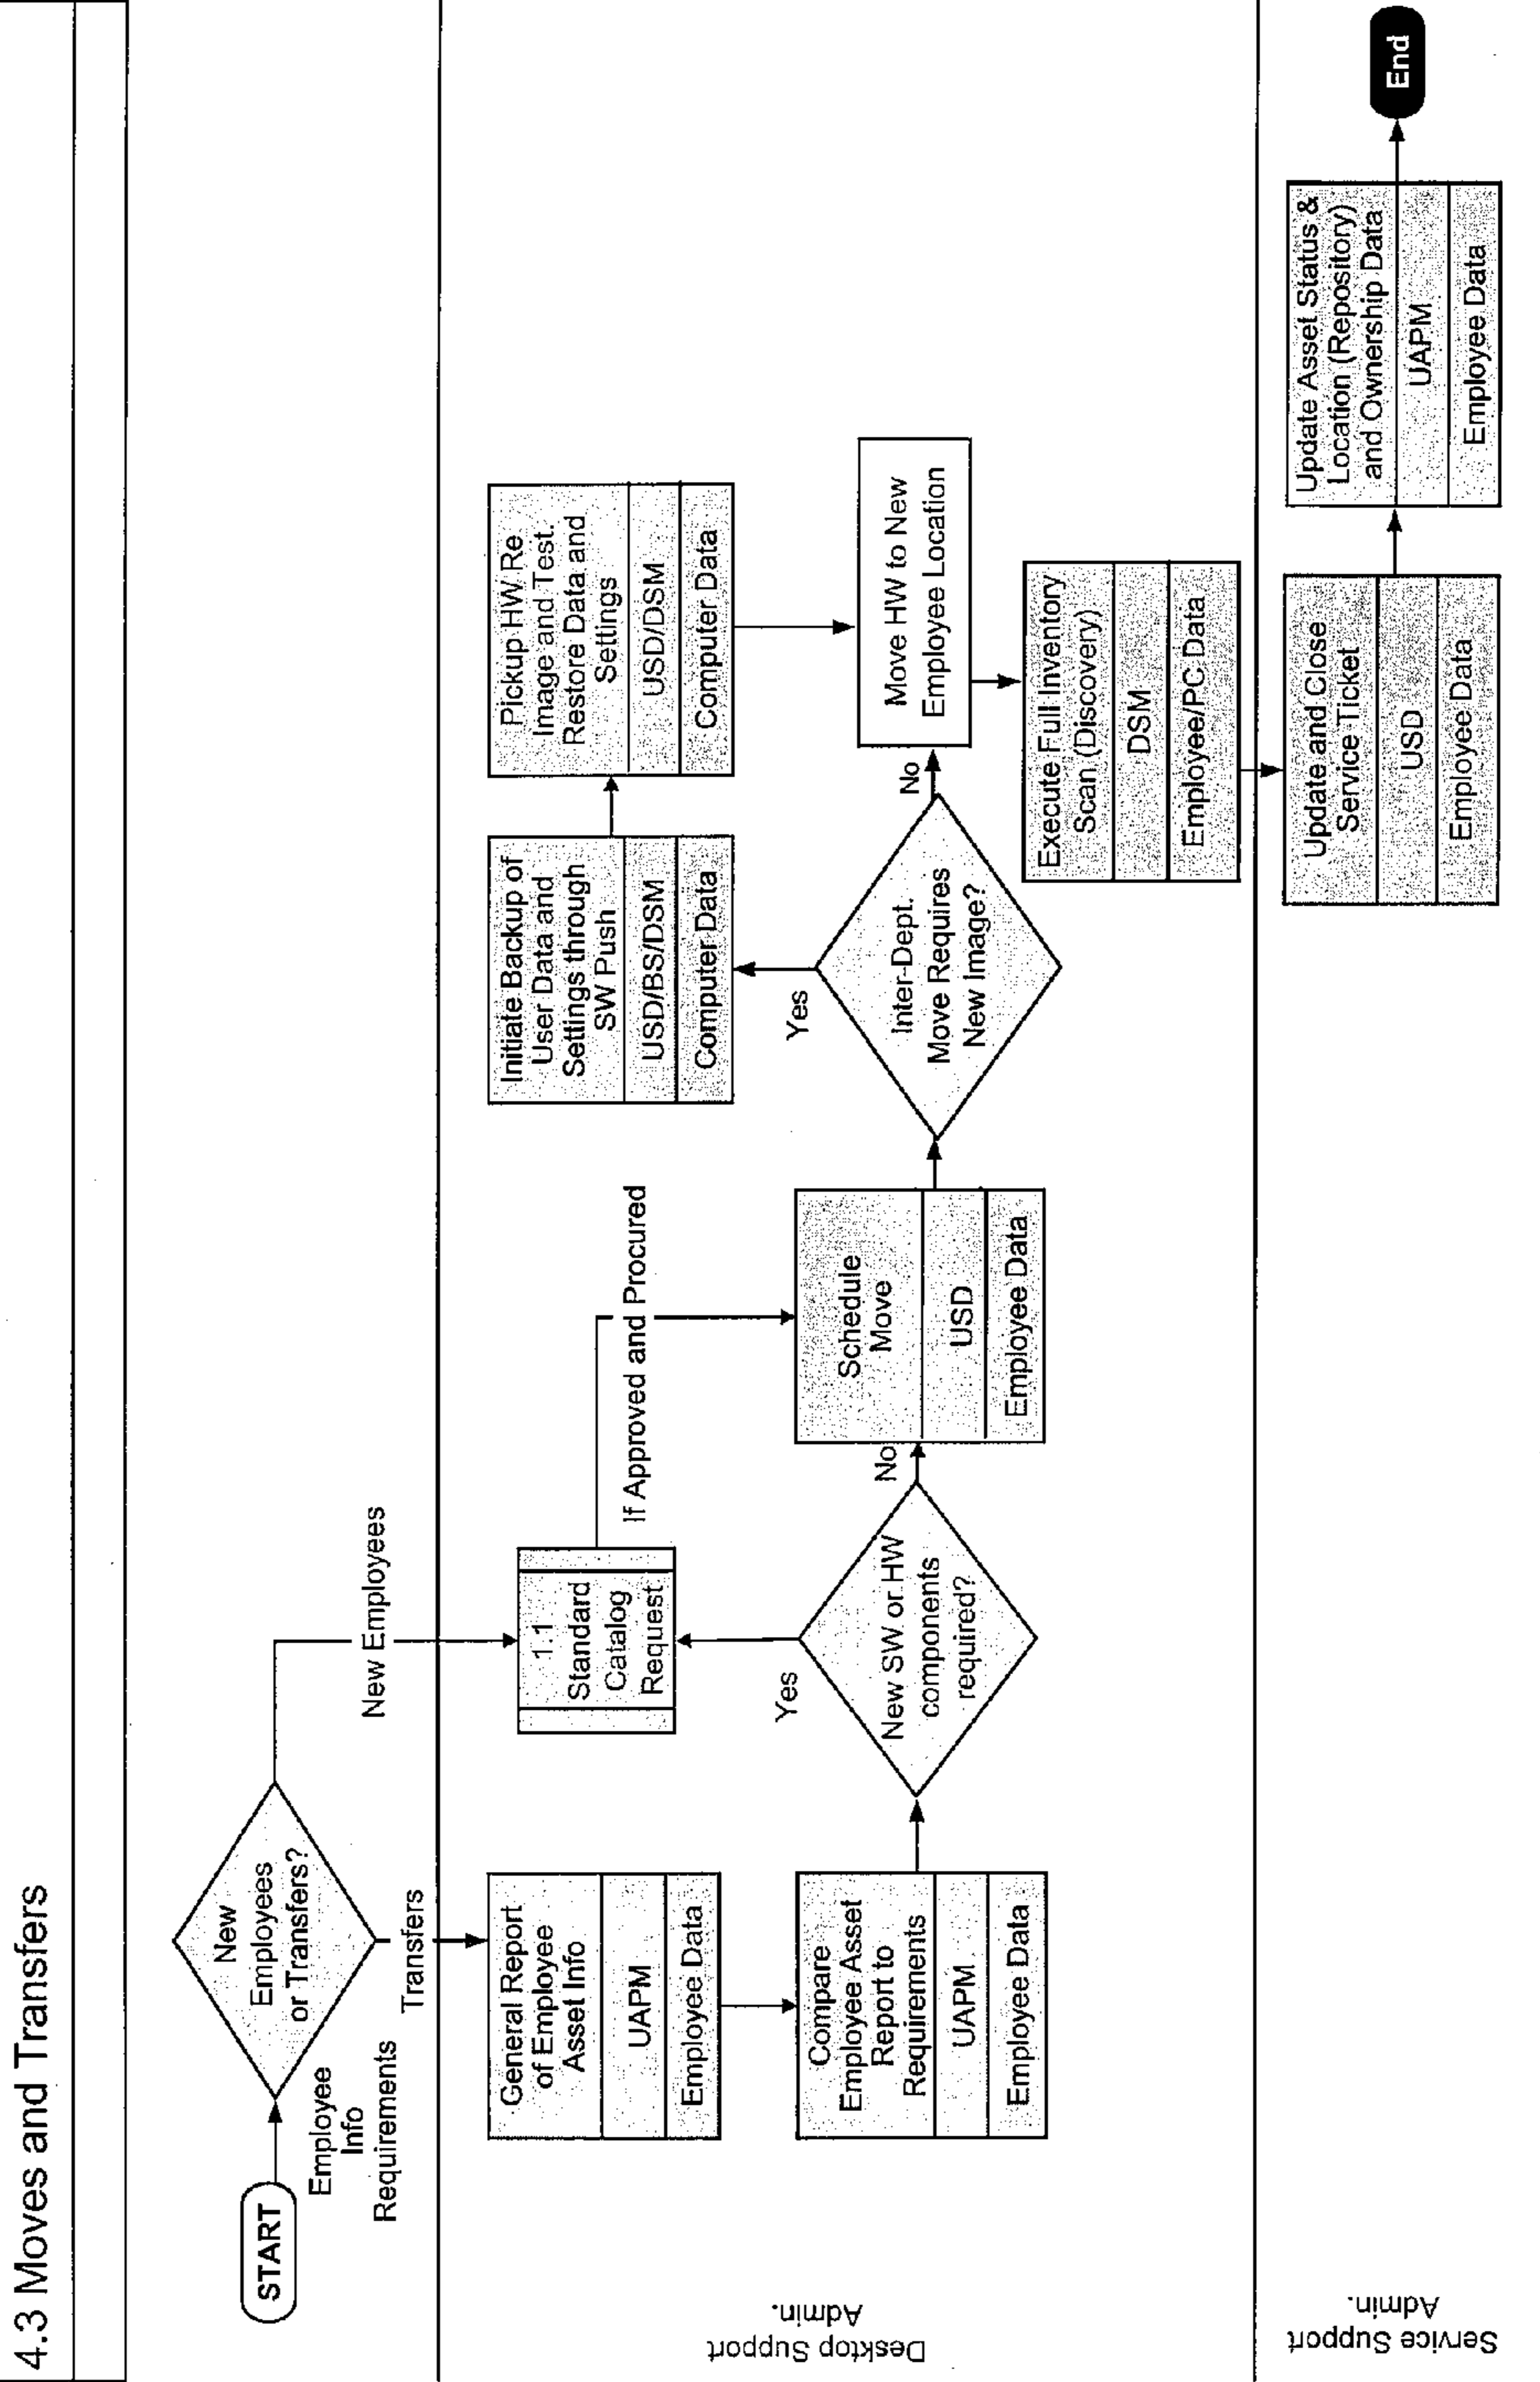 4.3 Moves and Transfers
START
Employee
Info
Requirements
New
Employees
or Transfers?
New Employees
Transfers
General Report
of Employee
Asset Info
UAPM
Employee Data
Compare
Employee Asset
Report to
Requirements
UAPM
Employee Data
New SW or HW
components
required?
Yes
No
1.1
Standard
Catalog
Request
If Approved and Procured
Schedule
Move
USD
Employee Data
Inter-Dept.
Move Requires
New Image?
Yes
No
Initiate Backup of
User Data and
Settings through
SW Push
USD/BS/DSM
Computer Data
Pickup HW Re
Image and Test.
Restore Data and
Settings
USD/DSM
Computer Data
Move HW to New
Employee Location
Execute Full Inventory
Scan (Discovery)
DSM
Employee/PC Data
Desktop Support
Admin.
Update and Close
Service Ticket
USD
Employee Data
Update Asset Status &
Location (Repository)
and Ownership Data
UAPM
Employee Data
End
Service Support
Admin.